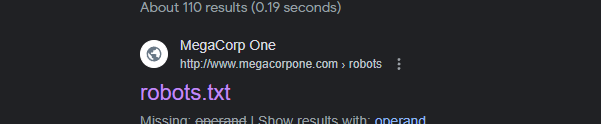 About 110 results (0.19 seconds)
MegaCorp One
http://www.megacorpone.com › robots
robots.txt
Missing: operand | Show results with: operand